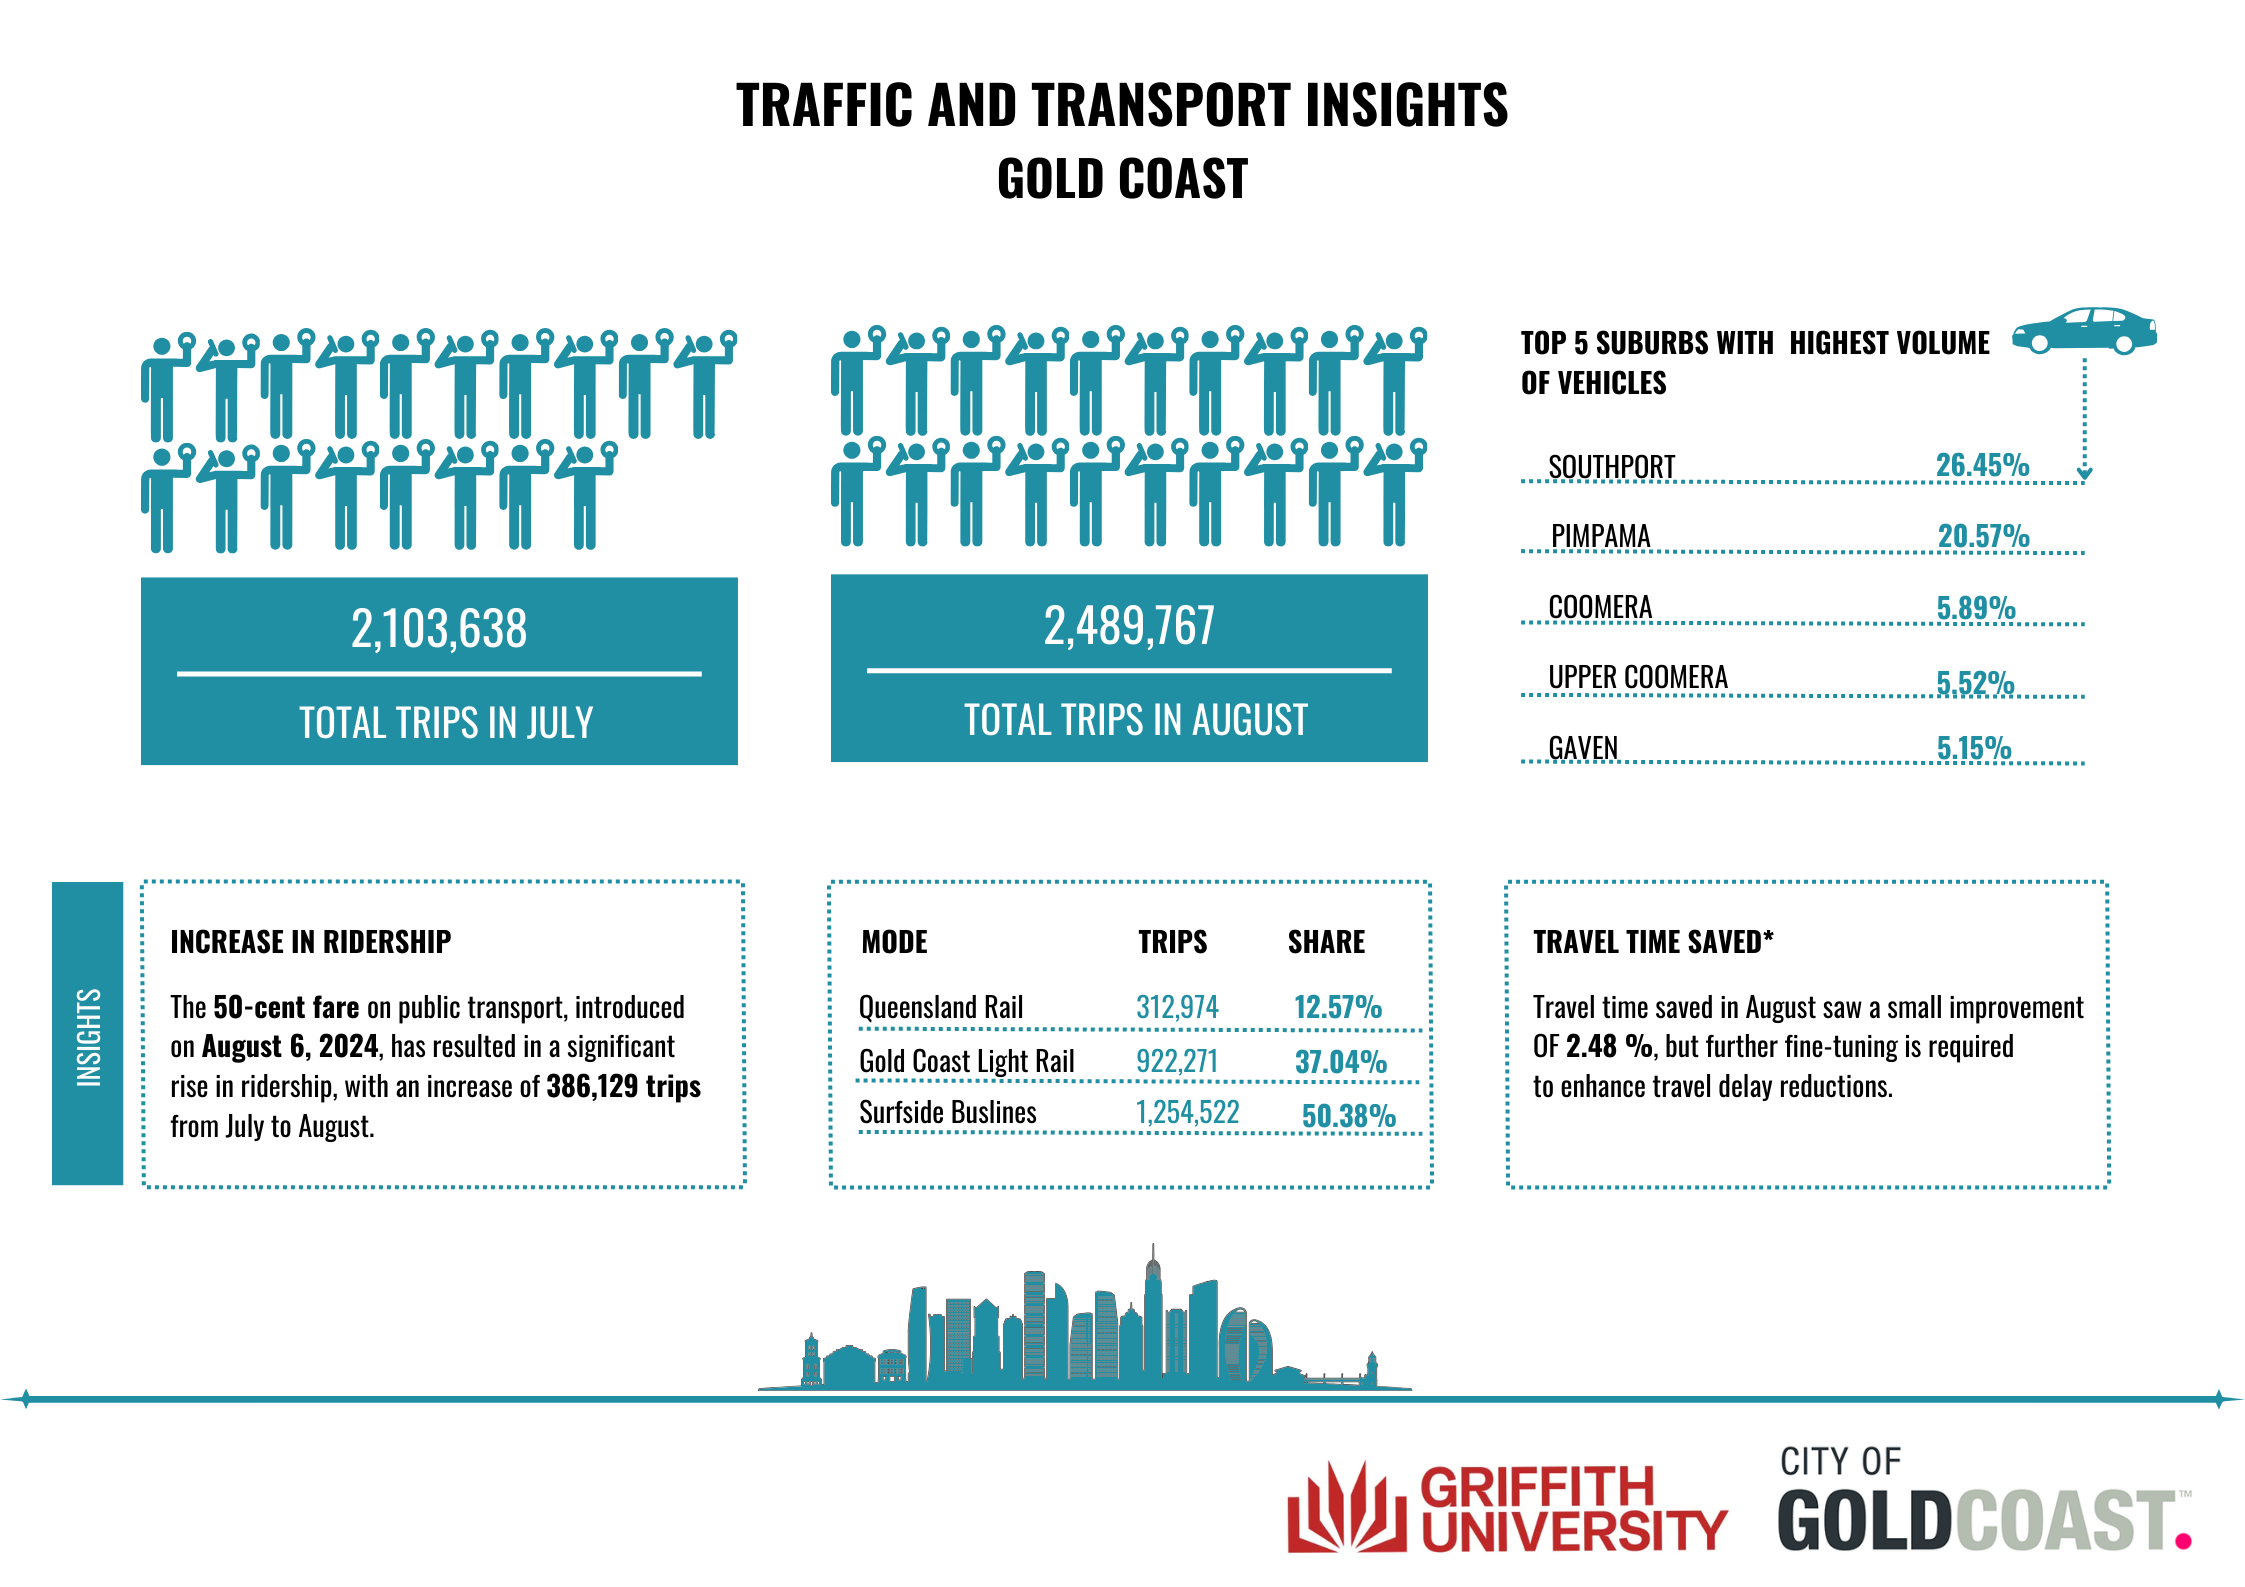 TRAFFIC AND TRANSPORT INSIGHTS
GOLD COAST
2,103,638
TOTAL TRIPS IN JULY
2,489,767
TOTAL TRIPS IN AUGUST
TOP 5 SUBURBS WITH HIGHEST VOLUME
OF VEHICLES
SOUTHPORT 26.45%
PIMPAMA 20.57%
COOMERA 5.89%
UPPER COOMERA 5.52%
GAVEN 5.15%
INSIGHTS
INCREASE IN RIDERSHIP
The 50-cent fare on public transport, introduced
on August 6, 2024, has resulted in a significant
rise in ridership, with an increase of 386,129 trips
from July to August.
MODE TRIPS SHARE
Queensland Rail 312,974 12.57%
Gold Coast Light Rail 922,271 37.04%
Surfside Buslines 1,254,522 50.38%
TRAVEL TIME SAVED*
Travel time saved in August saw a small improvement
OF 2.48 %, but further fine-tuning is required
to enhance travel delay reductions.
GRIFFITH
UNIVERSITY
CITY OF
GOLDCOAST.™